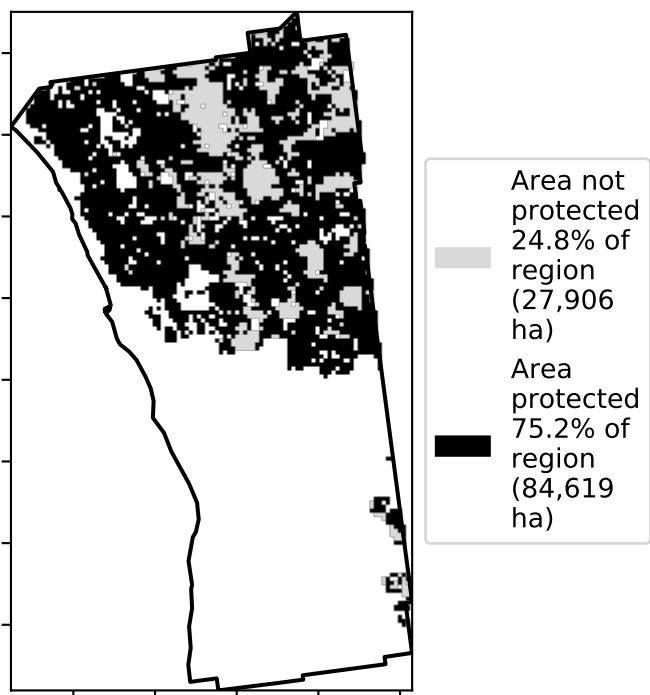 Area not
protected
24.8% of
region
(27,906
ha)
Area
protected
75.2% of
region
(84,619
ha)